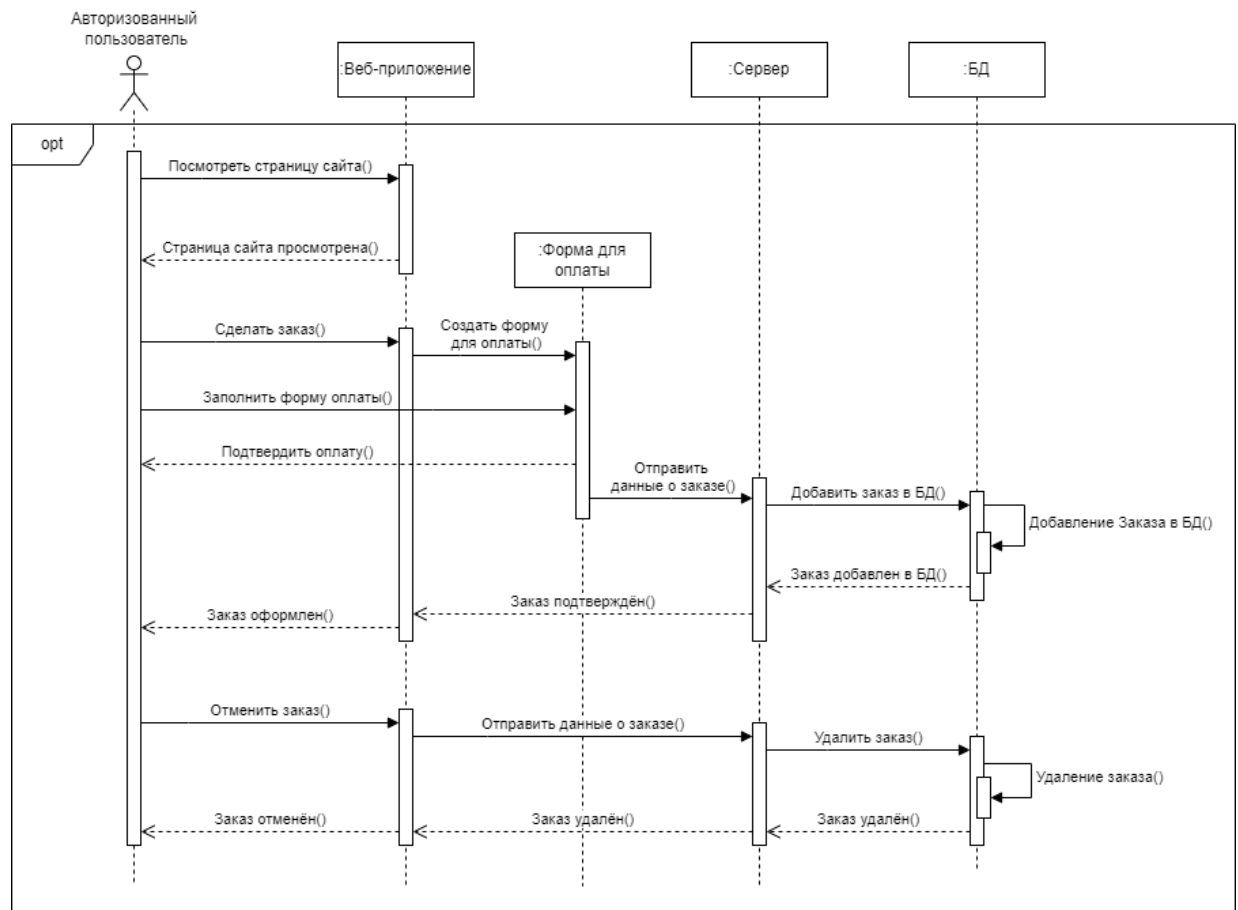 Авторизованный
пользователь
:Веб-приложение
:Сервер
:БД
opt
Посмотреть страницу сайта()
Страница сайта просмотрена()
:Форма для
оплаты
Сделать заказ()
Создать форму
для оплаты()
Заполнить форму оплаты()
Подтвердить оплату()
Отправить
данные о заказе()
Добавить заказ в БД()
Добавление Заказа в БД()
Заказ добавлен в БД()
Заказ подтверждён()
Заказ оформлен()
Отменить заказ()
Отправить данные о заказе()
Удалить заказ()
Удаление заказа()
Заказ отменён()
Заказ удалён()
Заказ удалён()